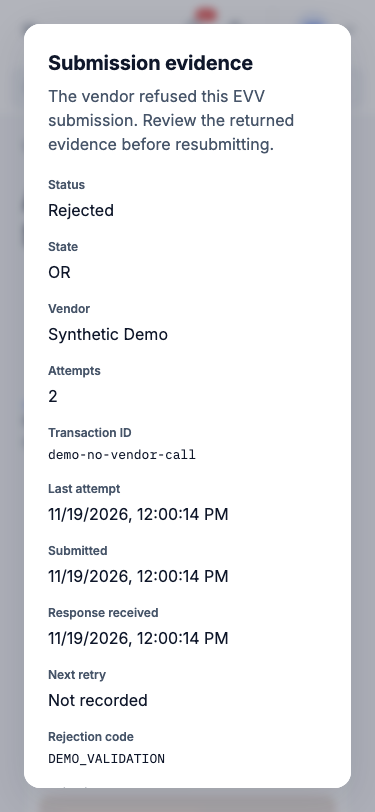 Submission evidence
The vendor refused this EVV
submission. Review the returned
evidence before resubmitting.
Status
Rejected
State
OR
Vendor
Synthetic Demo
Attempts
2
Transaction ID
demo-no-vendor-call
Last attempt
11/19/2026, 12:00:14 PM
Submitted
11/19/2026, 12:00:14 PM
Response received
11/19/2026, 12:00:14 PM
Next retry
Not recorded
Rejection code
DEMO_VALIDATION